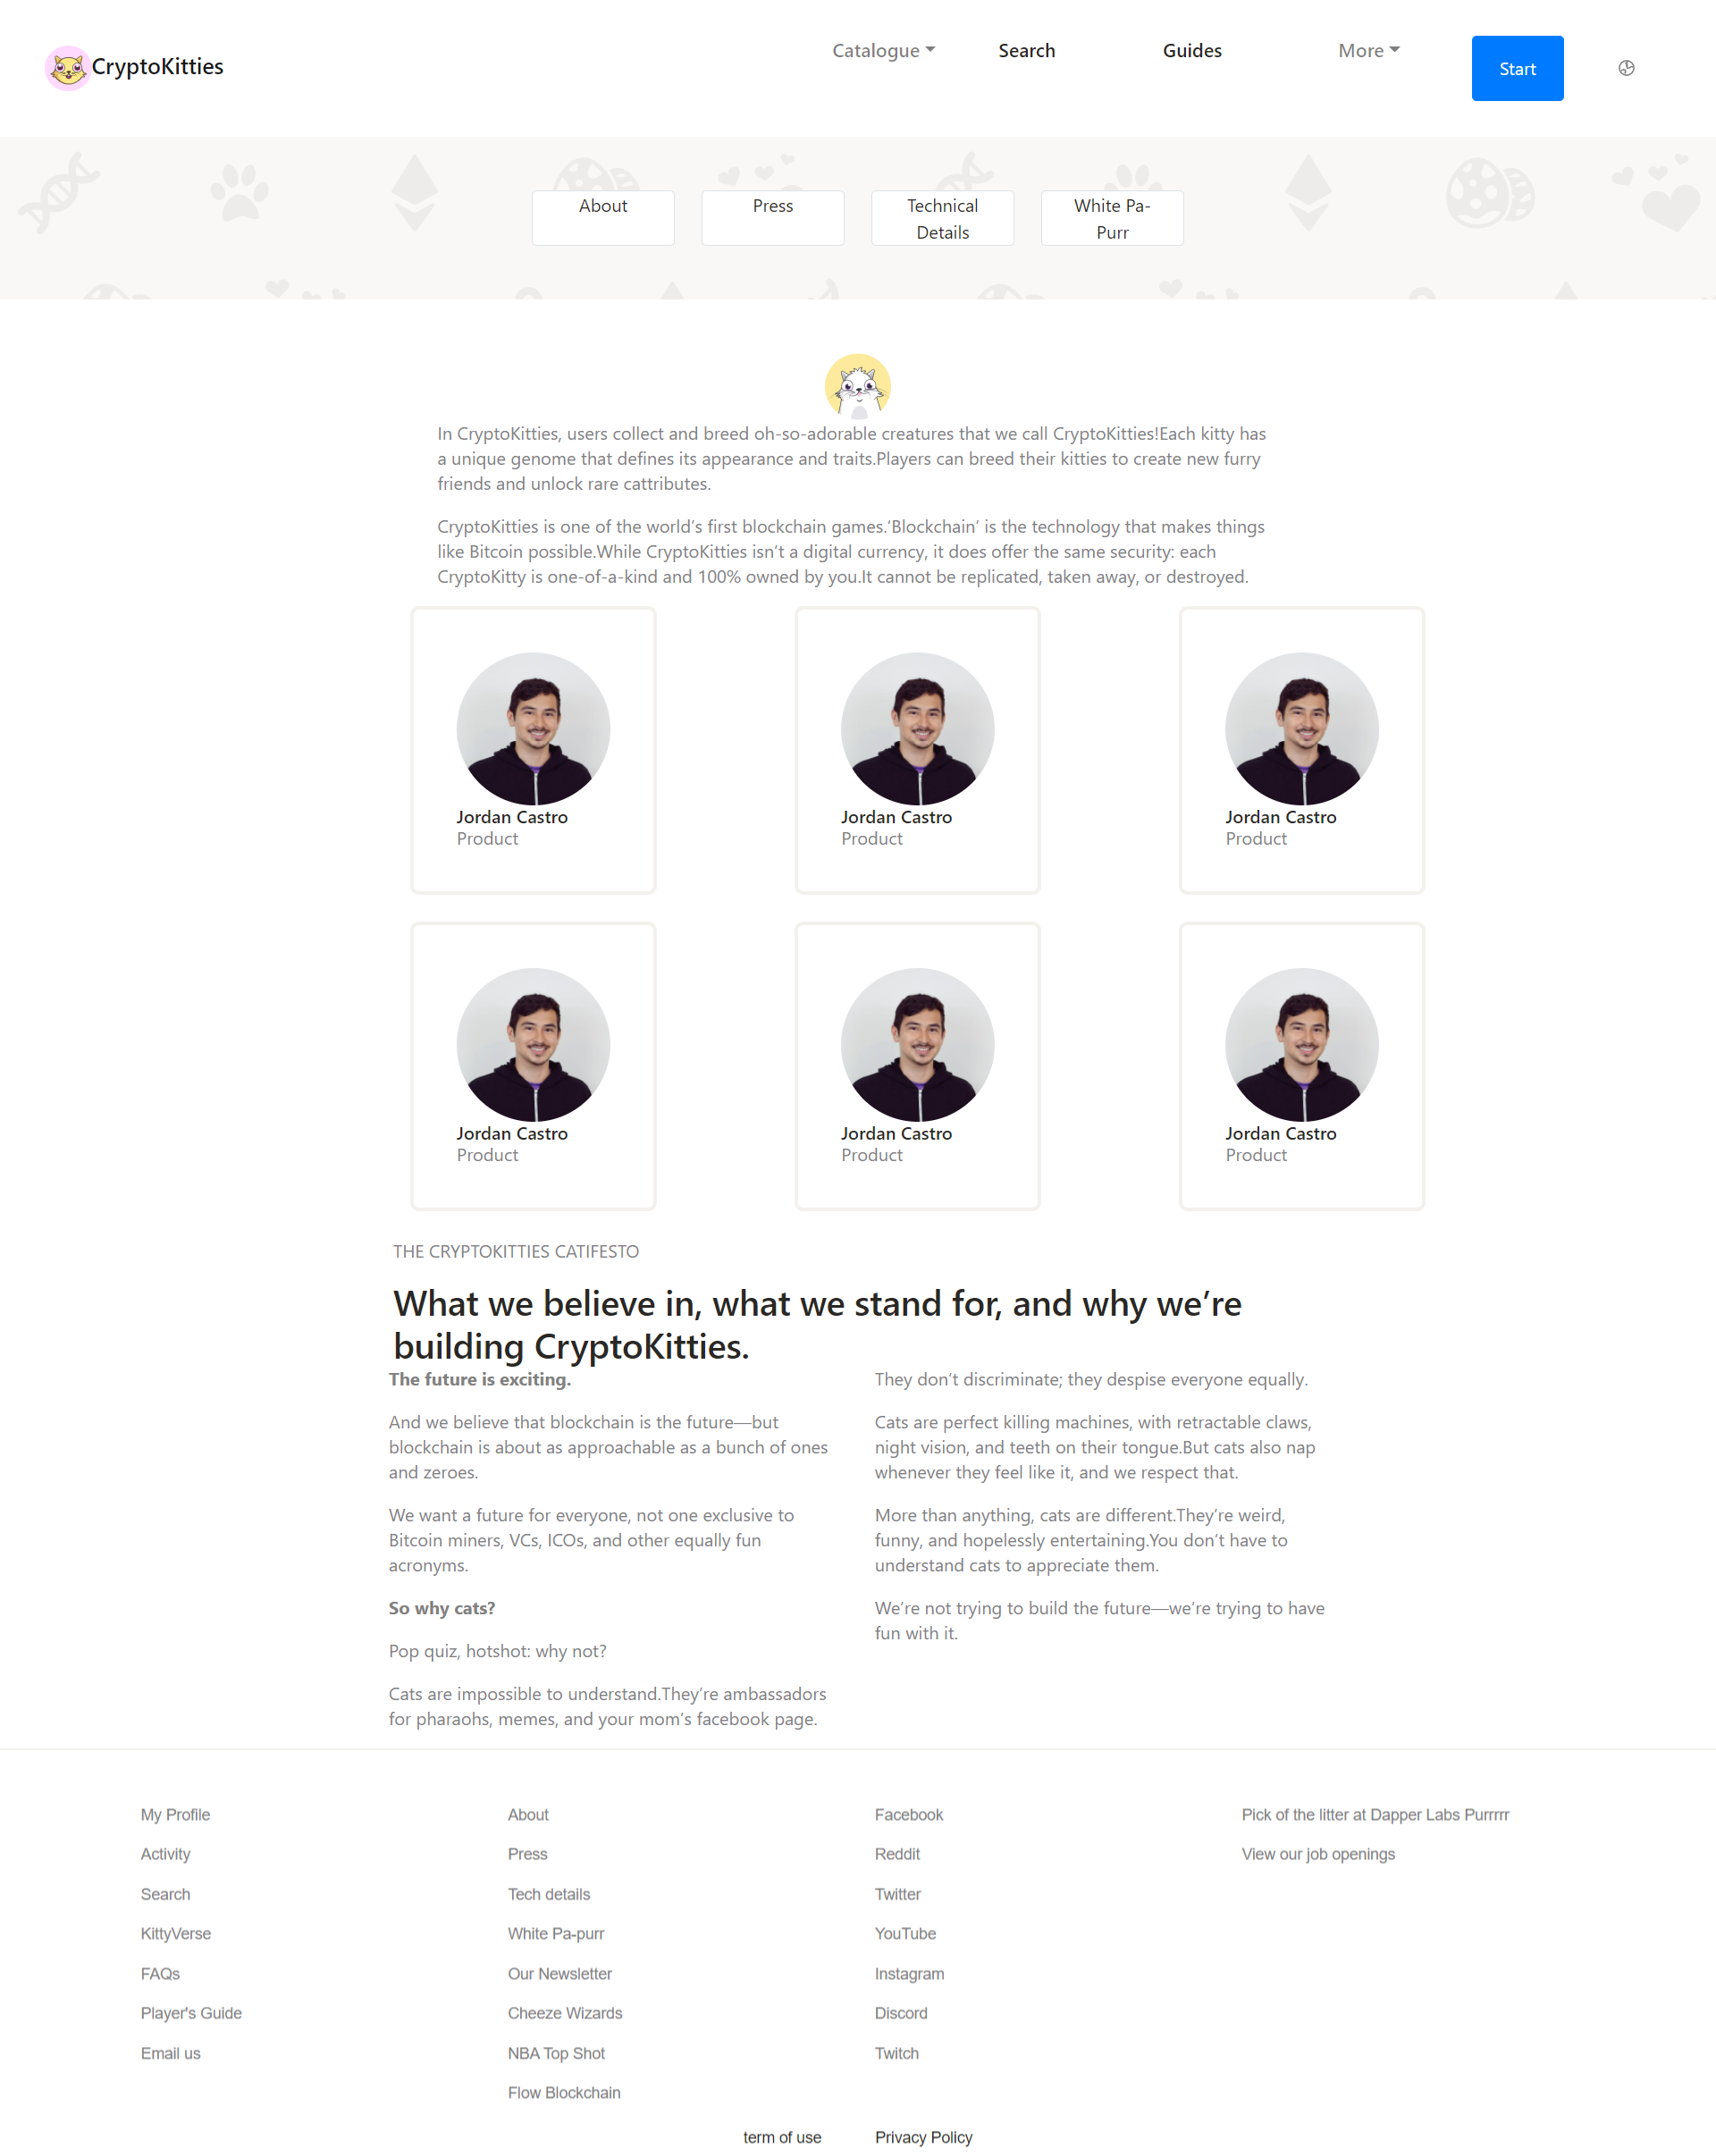 CryptoKitties
Catalogue
Search
Guides
More
Start
About
Press
Technical
Details
White Pa-
Purr
In CryptoKitties, users collect and breed oh-so-adorable creatures that we call CryptoKitties!Each kitty has
a unique genome that defines its appearance and traits.Players can breed their kitties to create new furry
friends and unlock rare cattributes.
CryptoKitties is one of the world’s first blockchain games.‘Blockchain’ is the technology that makes things
like Bitcoin possible.While CryptoKitties isn’t a digital currency, it does offer the same security: each
CryptoKitty is one-of-a-kind and 100% owned by you.It cannot be replicated, taken away, or destroyed.
Jordan Castro
Product
Jordan Castro
Product
Jordan Castro
Product
Jordan Castro
Product
Jordan Castro
Product
Jordan Castro
Product
THE CRYPTOKITTIES CATIFESTO
What we believe in, what we stand for, and why we’re
building CryptoKitties.
The future is exciting.
And we believe that blockchain is the future—but
blockchain is about as approachable as a bunch of ones
and zeroes.
We want a future for everyone, not one exclusive to
Bitcoin miners, VCs, ICOs, and other equally fun
acronyms.
So why cats?
Pop quiz, hotshot: why not?
Cats are impossible to understand.They’re ambassadors
for pharaohs, memes, and your mom’s facebook page.
They don’t discriminate; they despise everyone equally.
Cats are perfect killing machines, with retractable claws,
night vision, and teeth on their tongue.But cats also nap
whenever they feel like it, and we respect that.
More than anything, cats are different.They’re weird,
funny, and hopelessly entertaining.You don’t have to
understand cats to appreciate them.
We’re not trying to build the future—we’re trying to have
fun with it.
My Profile
Activity
Search
KittyVerse
FAQs
Player's Guide
Email us
About
Press
Tech details
White Pa-purr
Our Newsletter
Cheeze Wizards
NBA Top Shot
Flow Blockchain
Facebook
Reddit
Twitter
YouTube
Instagram
Discord
Twitch
Pick of the litter at Dapper Labs Purrrrr
View our job openings
term of use
Privacy Policy